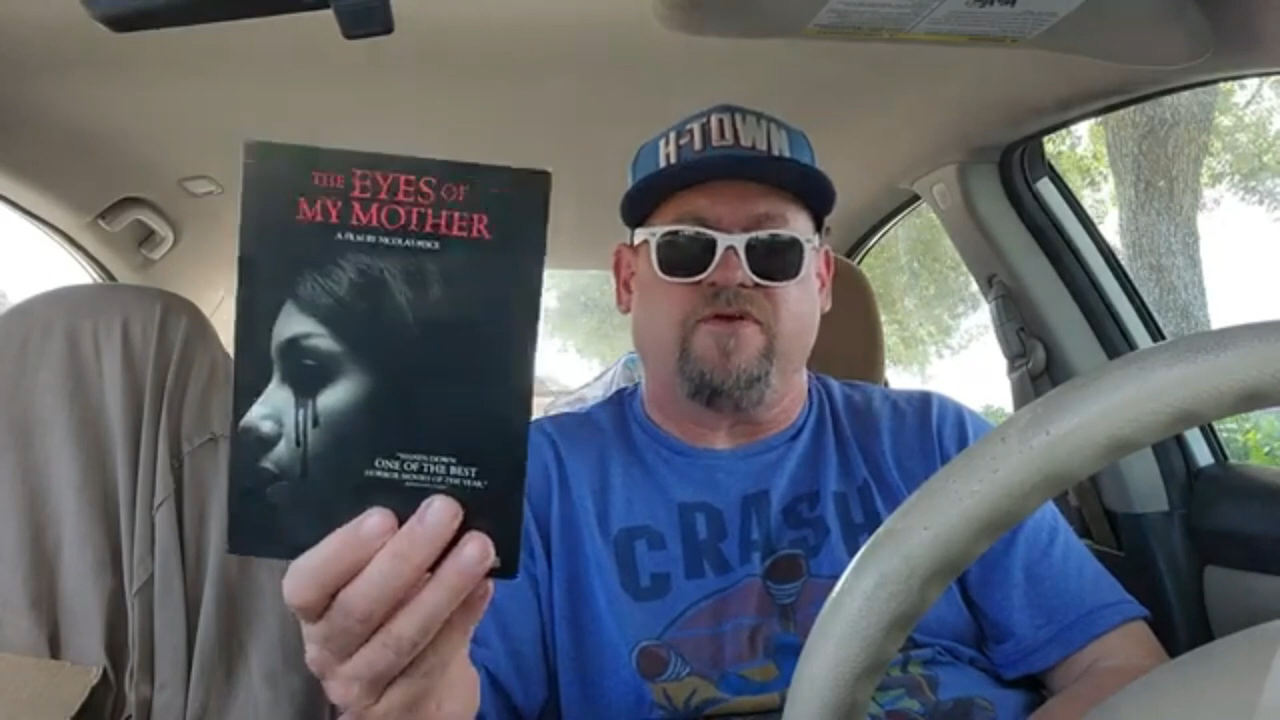 H-TOWN
THE EYES OF
MY MOTHER
A FILM BY NICOLAS PESCE
"HANDS DOWN
ONE OF THE BEST
HORROR MOVIES OF THE YEAR."
CRASH